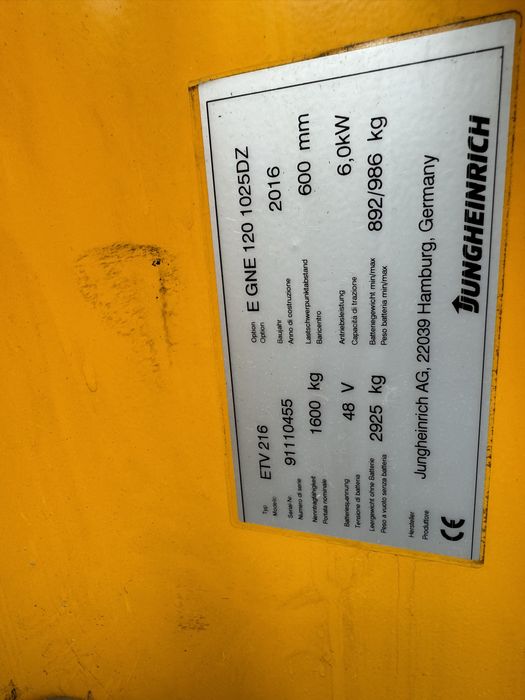 Typ ETV 216 Option E GNE 120 1025DZ
Modello Option
Serial-Nr. 91110455 Baujahr 2016
Numero di serie Anno di costruzione
Nenntragfähigkeit 1600 kg Lastschwerpunktabstand 600 mm
Portata nominale Baricentro
Batteriespannung 48 V Antriebsleistung 6,0kW
Tensione di batteria Capacità di trazione
Leergewicht ohne Batterie 2925 kg Batteriegewicht min/max 892/986 kg
Peso a vuoto senza batteria Peso batteria min/max
Hersteller Jungheinrich AG, 22039 Hamburg, Germany
Produttore
CE JUNGHEINRICH